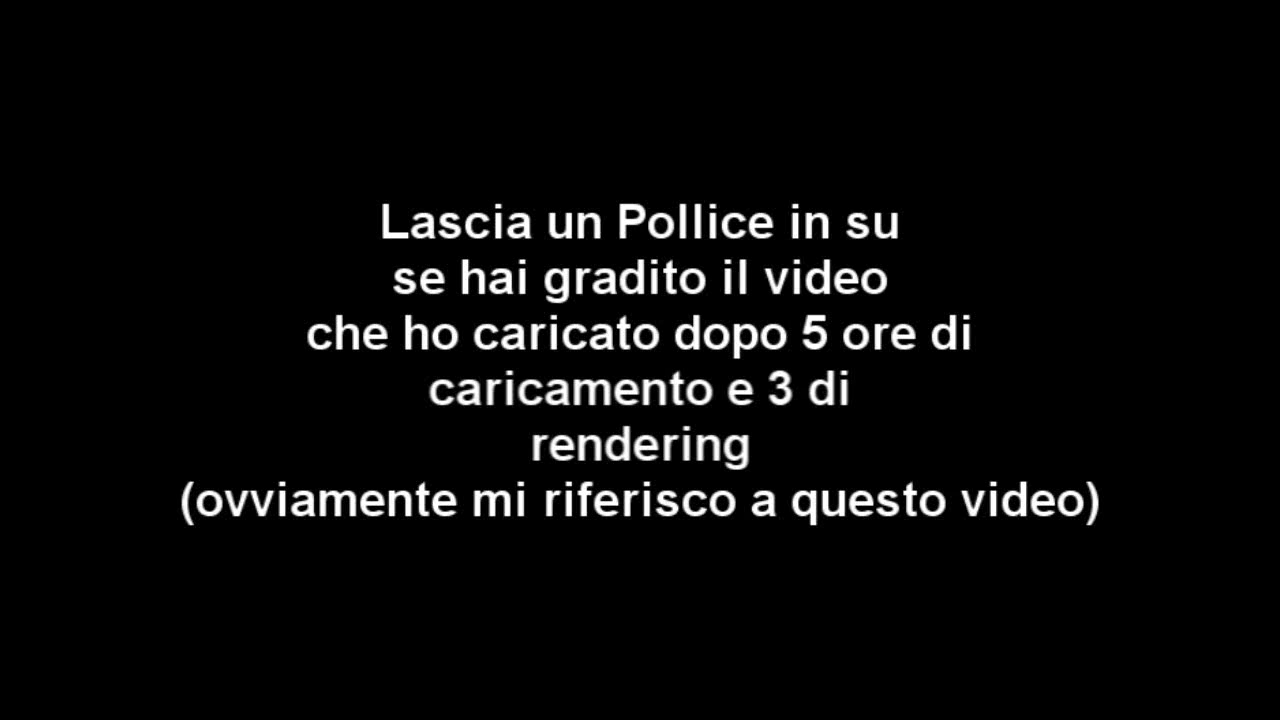 Lascia un Pollice in su
se hai gradito il video
che ho caricato dopo 5 ore di
caricamento e 3 di
rendering
(ovviamente mi riferisco a questo video)